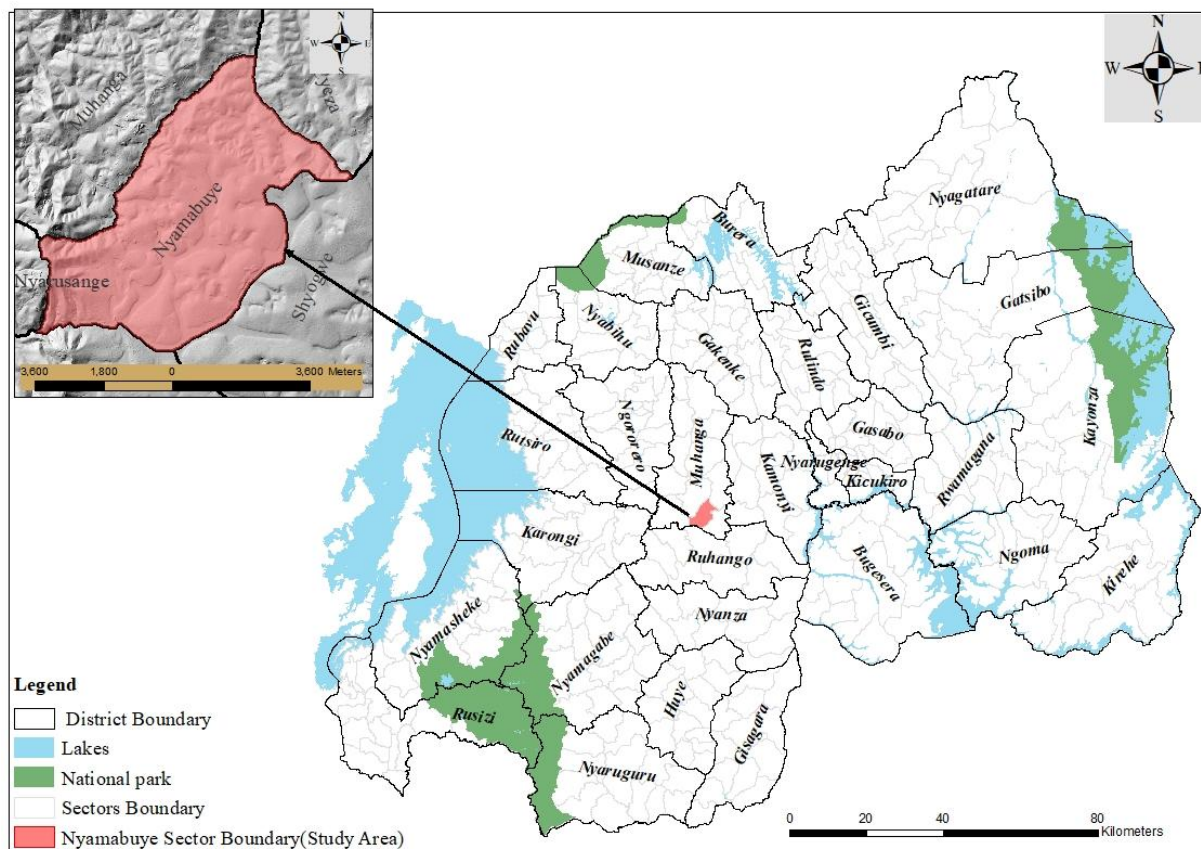 N
W
S
Muhanga
yeza
Nyamabuye
Nyarusange
Shyogwe
3,600 1,800 0 3,600 Meters
N
W
S
Nyagatare
Burera
Musanze
Gatsibo
Gicumbi
Rubavu
Nyabihu
Gakenke
Rulindo
Kayonza
Ngororero
Muhanga
Gasabo
Rutsiro
Rwamagana
Kamonyi
Nyarugenge
Kicukiro
Karongi
Ruhango
Bugesera
Ngoma
Kirehe
Nyamasheke
Nyanza
Nyamagabe
Huye
Rusizi
Gisagara
Nyaruguru
Legend
District Boundary
Lakes
National park
Sectors Boundary
Nyamabuye Sector Boundary(Study Area)
0 20 40 80
Kilometers